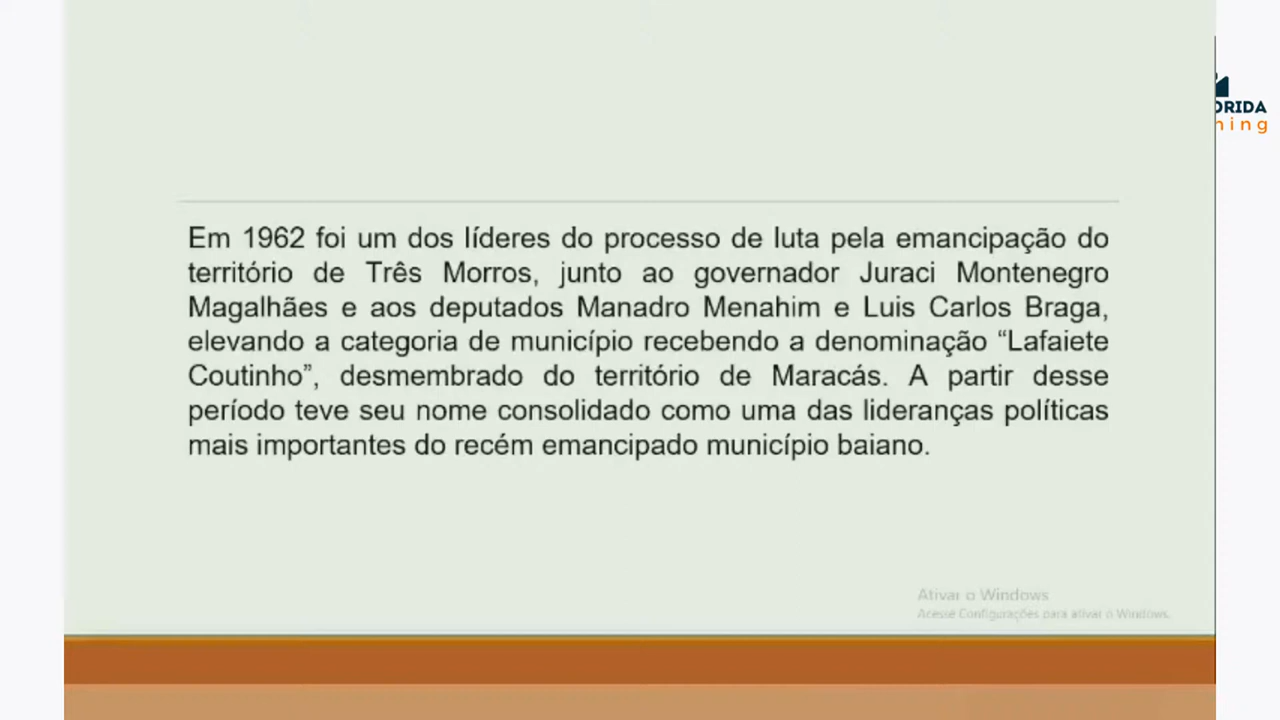 Em 1962 foi um dos líderes do processo de luta pela emancipação do
território de Três Morros, junto ao governador Juraci Montenegro
Magalhães e aos deputados Manadro Menahim e Luis Carlos Braga,
elevando a categoria de município recebendo a denominação “Lafaiete
Coutinho”, desmembrado do território de Maracás. A partir desse
período teve seu nome consolidado como uma das lideranças políticas
mais importantes do recém emancipado município baiano.
Ativar o Windows
Acesse Configurações para ativar o Windows.